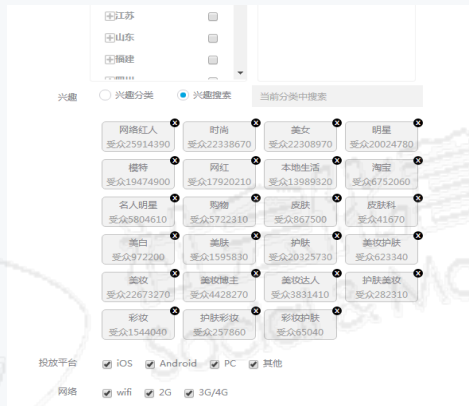 江苏
山东
福建
兴趣 兴趣分类 兴趣搜索 当前分类中搜索
网络红人 时尚 美女 明星
受众25914390 受众22338670 受众22308970 受众20024780
模特 网红 本地生活 淘宝
受众19474900 受众17920210 受众13989320 受众6752060
名人明星 购物 皮肤 皮肤科
受众5804610 受众5722310 受众867500 受众41670
美白 美肤 护肤 美妆护肤
受众972200 受众1595830 受众20325730 受众623340
美妆 美妆博主 美妆达人 护肤美妆
受众22673270 受众4428270 受众3831410 受众282310
彩妆 护肤彩妆 彩妆护肤
受众1544040 受众257860 受众65040
投放平台 iOS Android PC 其他
网络 wifi 2G 3G/4G